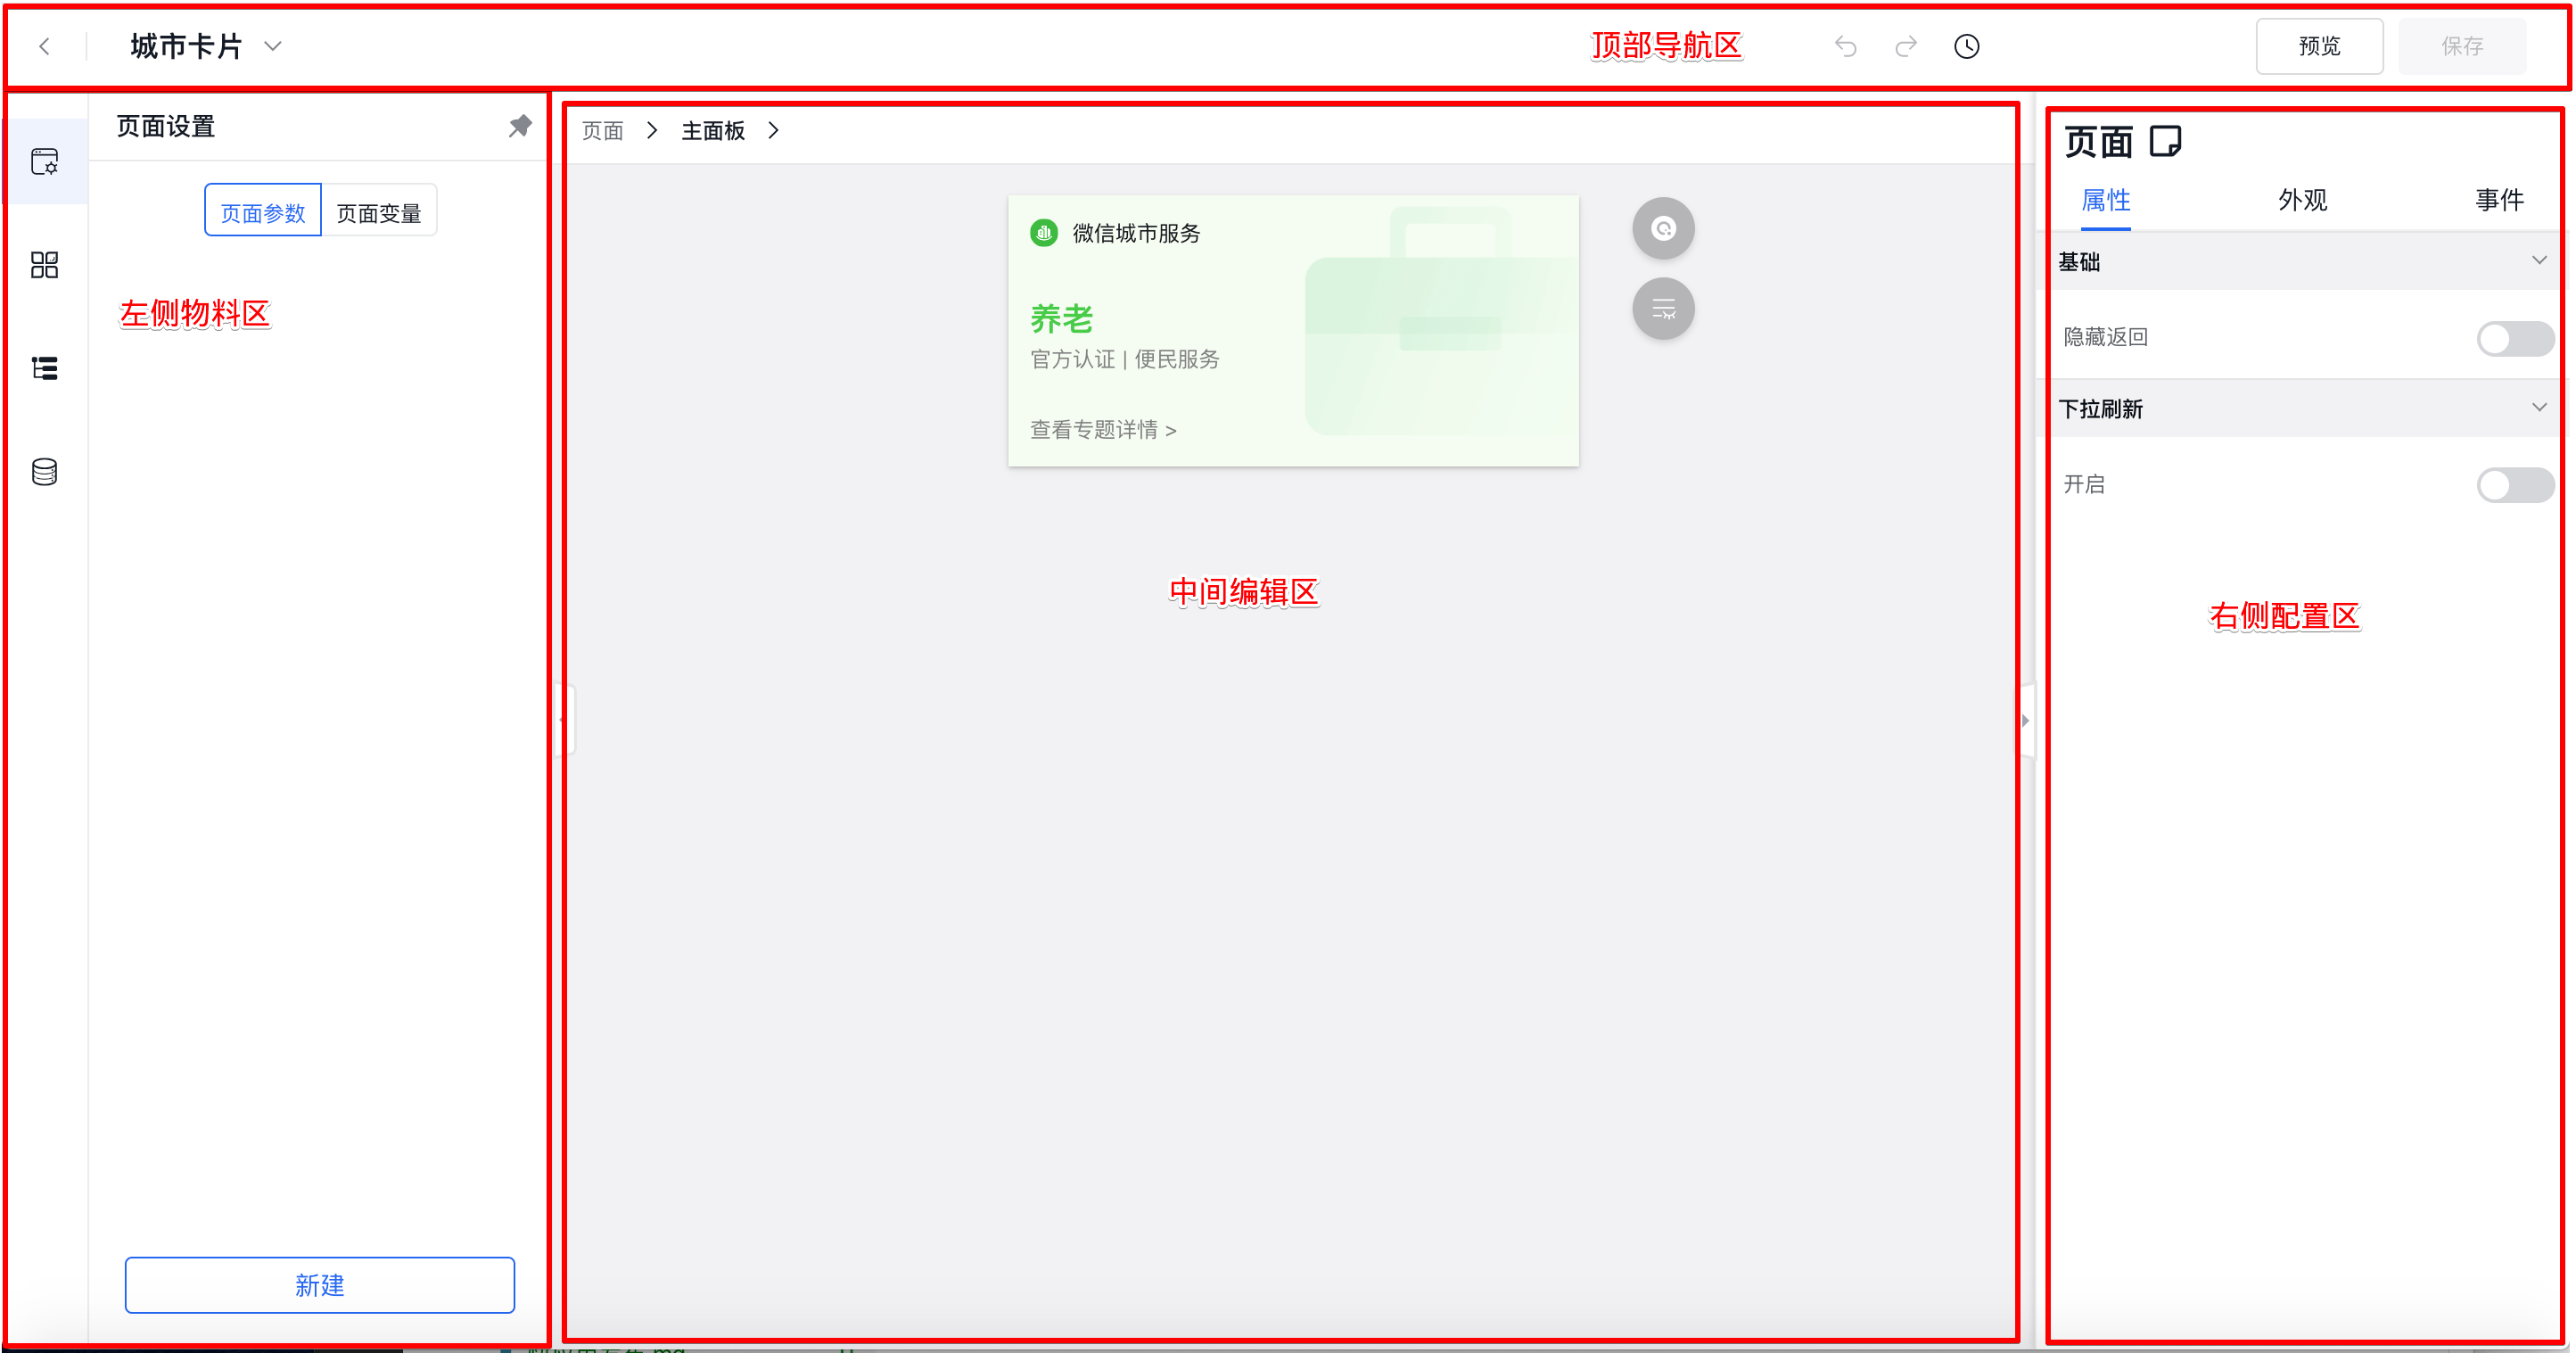 城市卡片
顶部导航区
预览
保存
页面设置
页面参数
页面变量
左侧物料区
新建
页面
主面板
微信城市服务
养老
官方认证 | 便民服务
查看专题详情 >
中间编辑区
页面
属性
外观
事件
基础
隐藏返回
下拉刷新
开启
右侧配置区